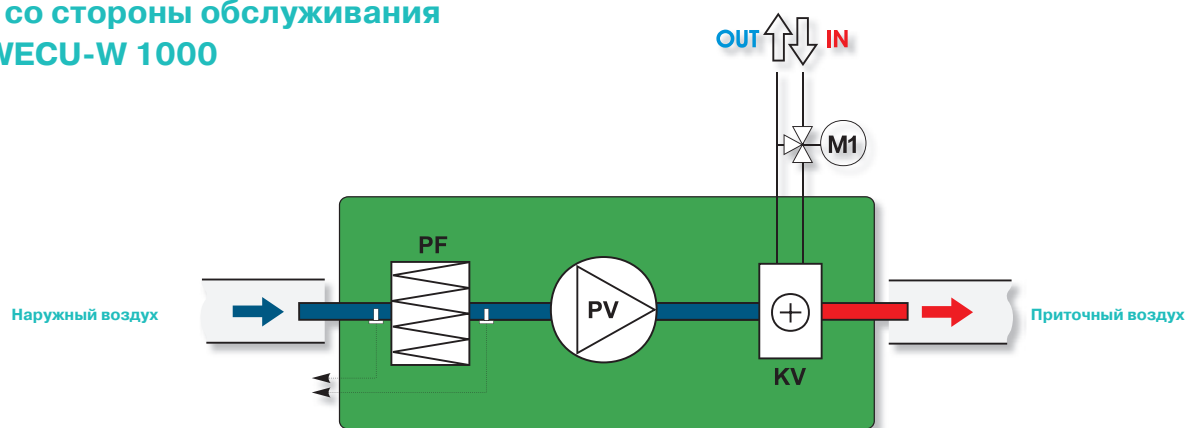 со стороны обслуживания
WECU-W 1000
OUT IN
M1
PF
Наружный воздух
PV
Приточный воздух
KV